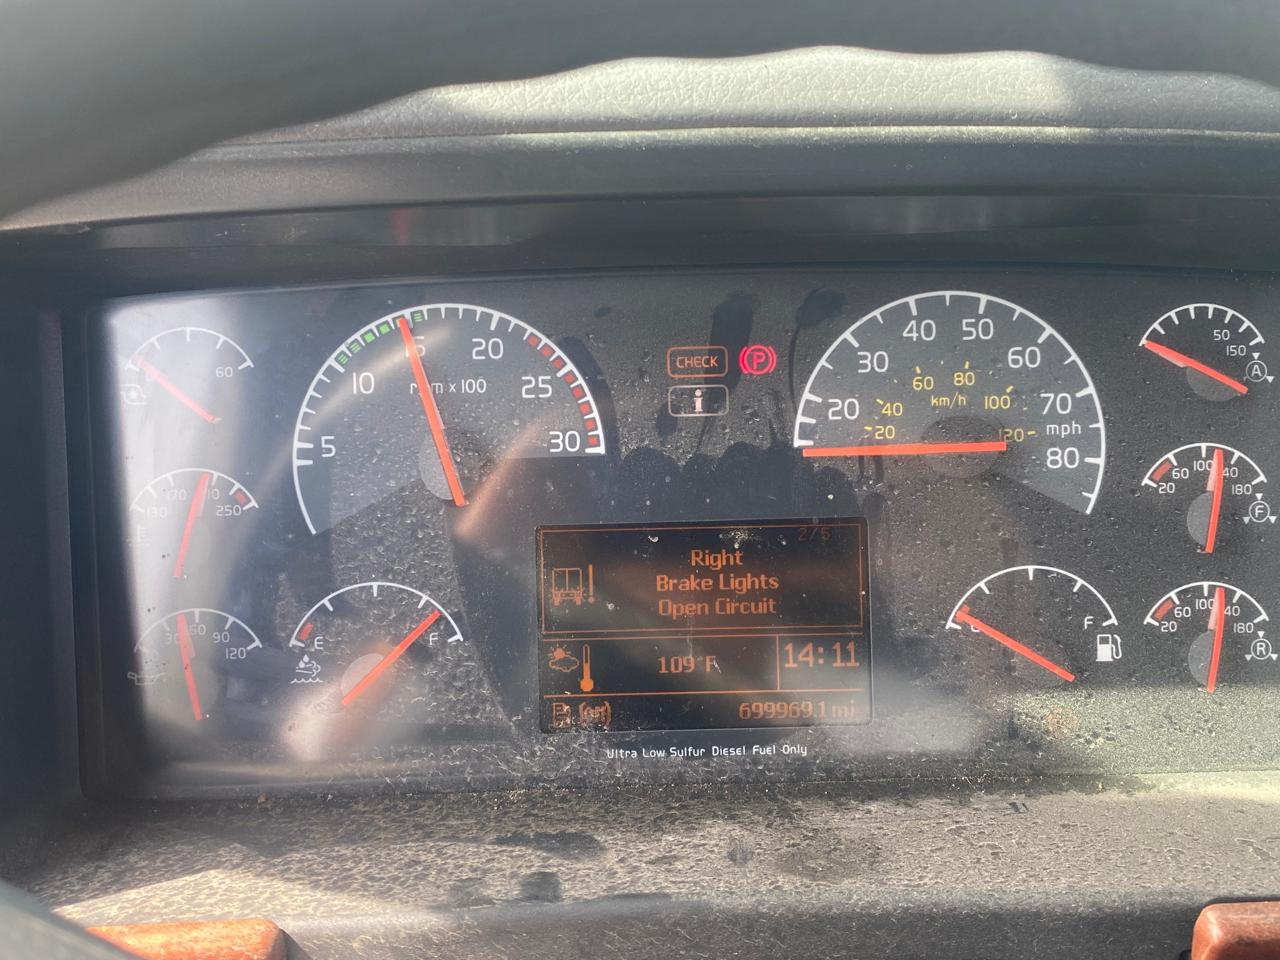 60
170 210
130 250
30 60 90
120
5
10
15
20
25
30
rpm x 100
E
F
CHECK
P
i
20
30
40
50
60
70
80
mph
20
40
60
80
100
120
km/h
2/5
Right
Brake Lights
Open Circuit
109°F
14:11
699969.1 mi
Ultra Low Sulfur Diesel Fuel Only
F
50
150
A
20
60
100
140
180
F
20
60
100
140
180
R